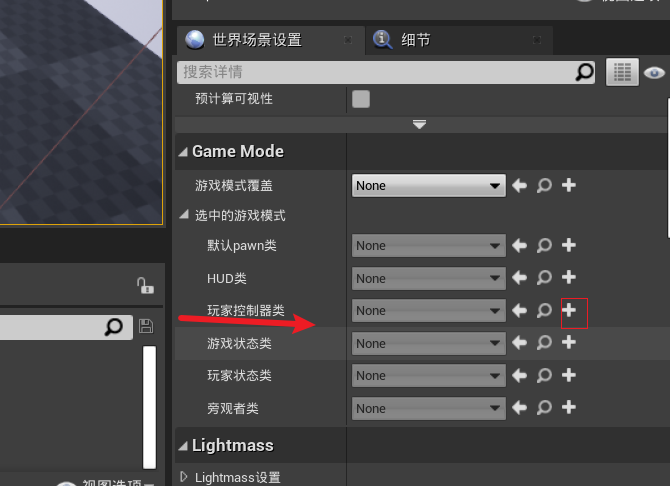 世界场景设置
细节
搜索详情
预计算可视性
Game Mode
游戏模式覆盖 None
选中的游戏模式
默认pawn类 None
HUD类 None
玩家控制器类 None
游戏状态类 None
玩家状态类 None
旁观者类 None
Lightmass
Lightmass设置
视图选项